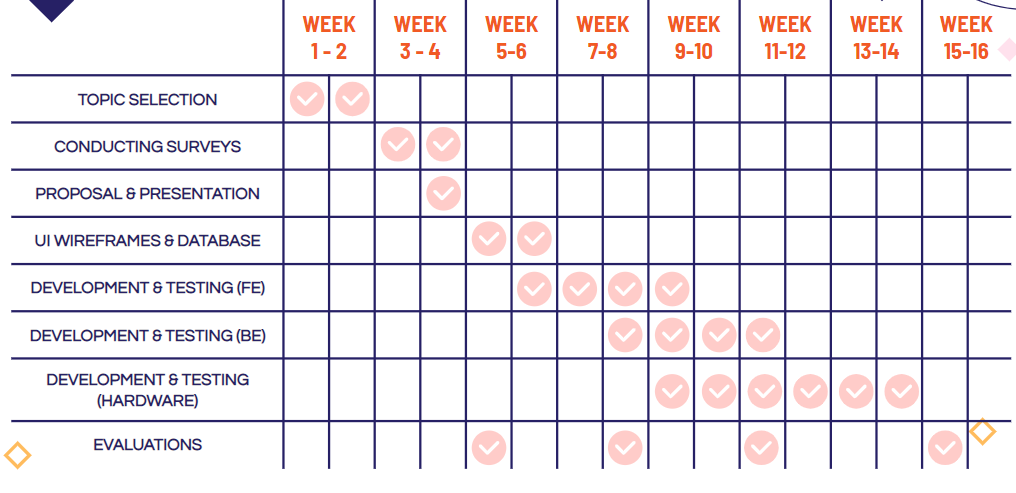 WEEK WEEK WEEK WEEK WEEK WEEK WEEK WEEK
1 - 2 3 - 4 5-6 7-8 9-10 11-12 13-14 15-16
TOPIC SELECTION
CONDUCTING SURVEYS
PROPOSAL & PRESENTATION
UI WIREFRAMES & DATABASE
DEVELOPMENT & TESTING (FE)
DEVELOPMENT & TESTING (BE)
DEVELOPMENT & TESTING
(HARDWARE)
EVALUATIONS